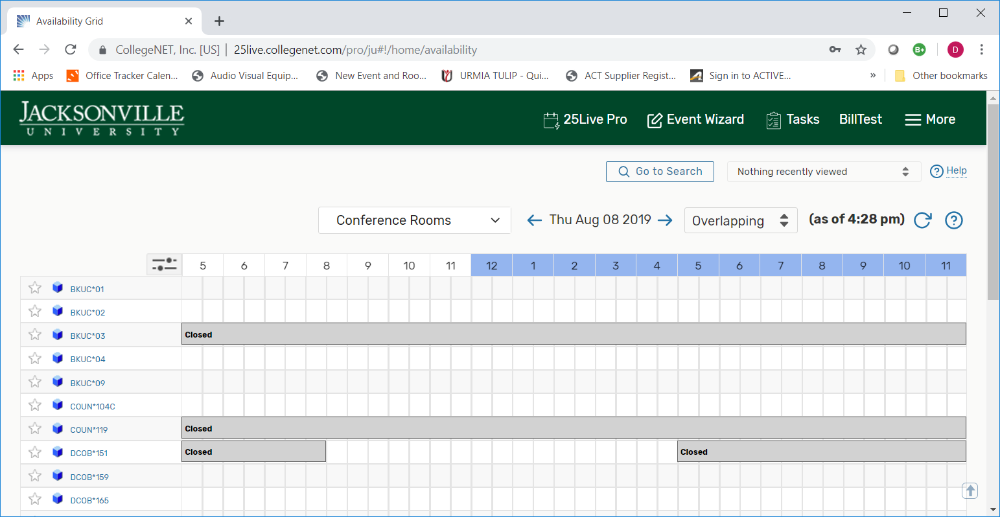 Availability Grid
CollegeNET, Inc. [US] | 25live.collegenet.com/pro/ju#!/home/availability
D
Apps Office Tracker Calen... Audio Visual Equip... New Event and Roo... URMIA TULIP - Qui... ACT Supplier Regist... Sign in to ACTIVE... » Other bookmarks
JACKSONVILLE
UNIVERSITY
25Live Pro Event Wizard Tasks BillTest More
Go to Search Nothing recently viewed Help
Conference Rooms Thu Aug 08 2019 Overlapping (as of 4:28 pm)
5 6 7 8 9 10 11 12 1 2 3 4 5 6 7 8 9 10 11
BKUC*01
BKUC*02
BKUC*03 Closed
BKUC*04
BKUC*09
COUN*104C
COUN*119 Closed
DCOB*151 Closed Closed
DCOB*159
DCOB*165